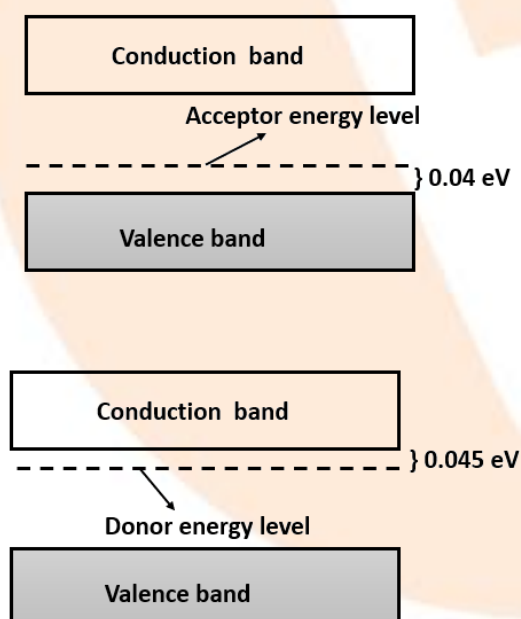 Conduction band
Acceptor energy level
} 0.04 eV
Valence band
Conduction band
} 0.045 eV
Donor energy level
Valence band